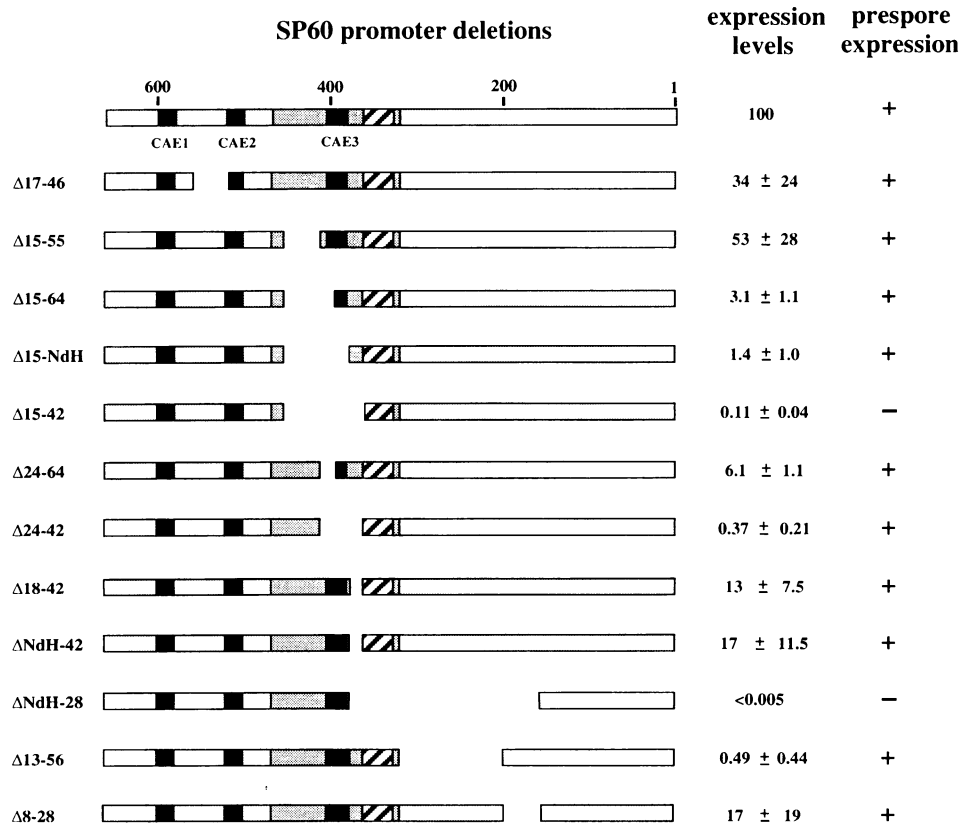 SP60 promoter deletions
expression levels
prespore expression
600 400 200 1
100 +
CAE1 CAE2 CAE3
Δ17-46 34 ± 24 +
Δ15-55 53 ± 28 +
Δ15-64 3.1 ± 1.1 +
Δ15-NdH 1.4 ± 1.0 +
Δ15-42 0.11 ± 0.04 −
Δ24-64 6.1 ± 1.1 +
Δ24-42 0.37 ± 0.21 +
Δ18-42 13 ± 7.5 +
ΔNdH-42 17 ± 11.5 +
ΔNdH-28 <0.005 −
Δ13-56 0.49 ± 0.44 +
Δ8-28 17 ± 19 +